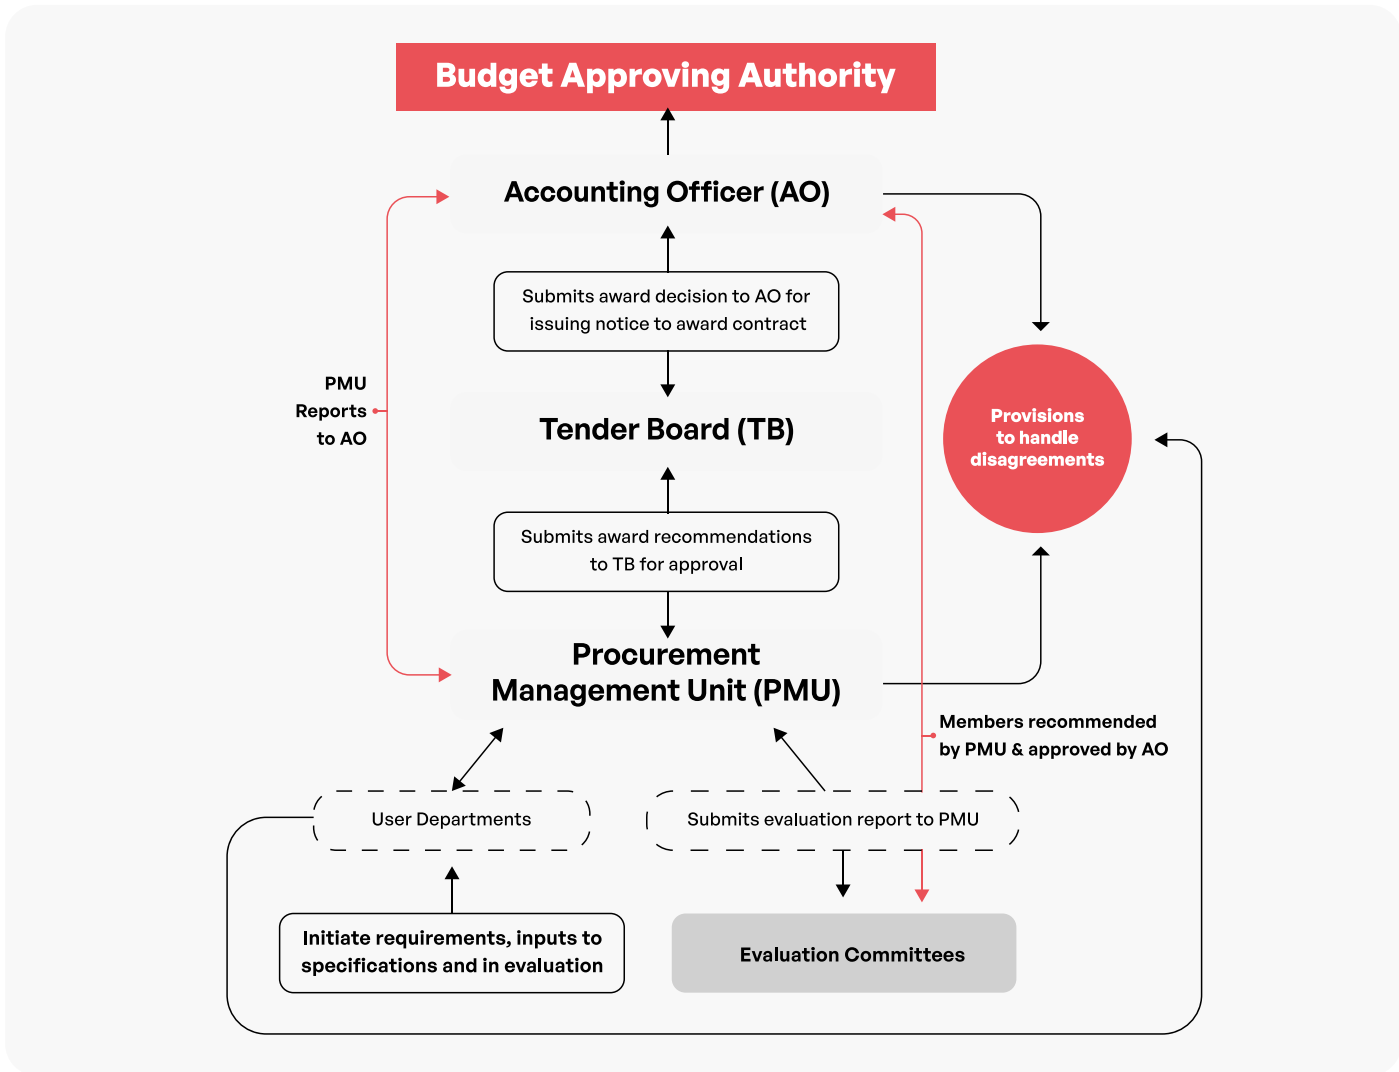 Budget Approving Authority
Accounting Officer (AO)
Submits award decision to AO for
issuing notice to award contract
PMU
Reports
to AO
Tender Board (TB)
Provisions
to handle
disagreements
Submits award recommendations
to TB for approval
Procurement
Management Unit (PMU)
Members recommended
by PMU & approved by AO
User Departments
Submits evaluation report to PMU
Initiate requirements, inputs to
specifications and in evaluation
Evaluation Committees